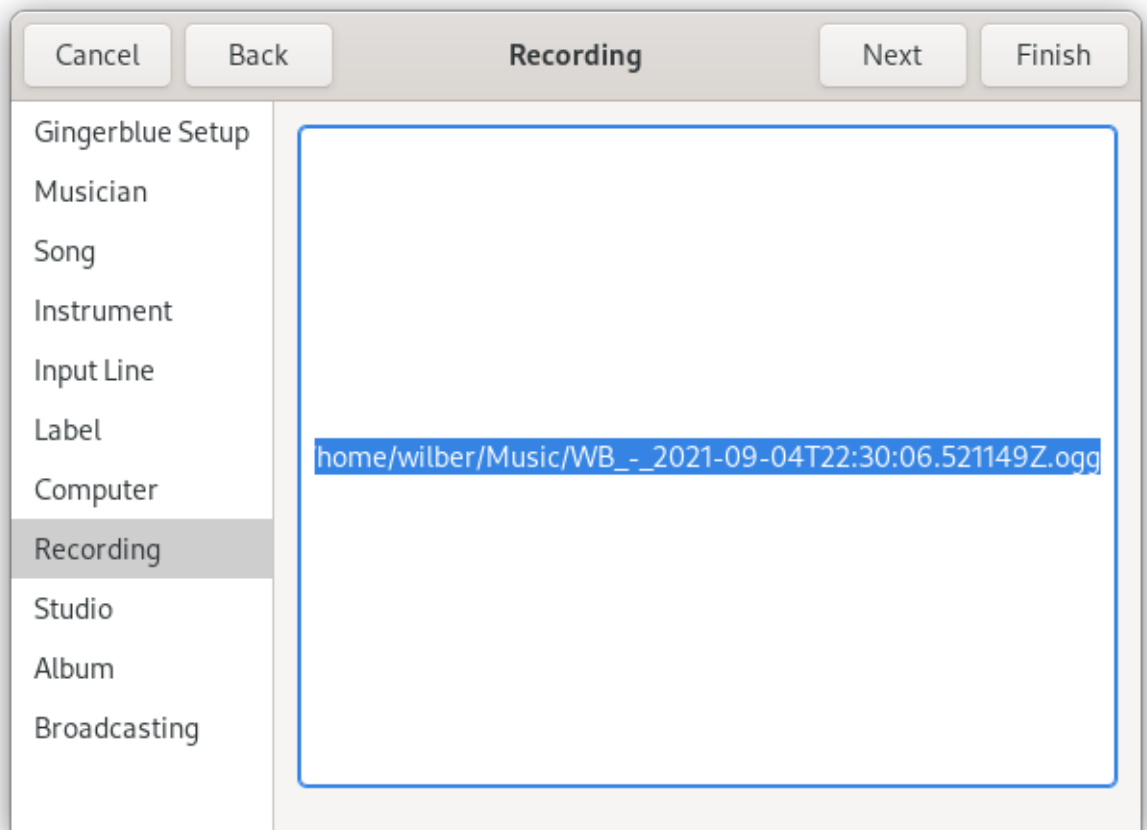 Cancel Back Recording Next Finish
Gingerblue Setup
Musician
Song
Instrument
Input Line
Label
Computer
Recording
Studio
Album
Broadcasting
/home/wilber/Music/WB_-_2021-09-04T22:30:06.521149Z.ogg